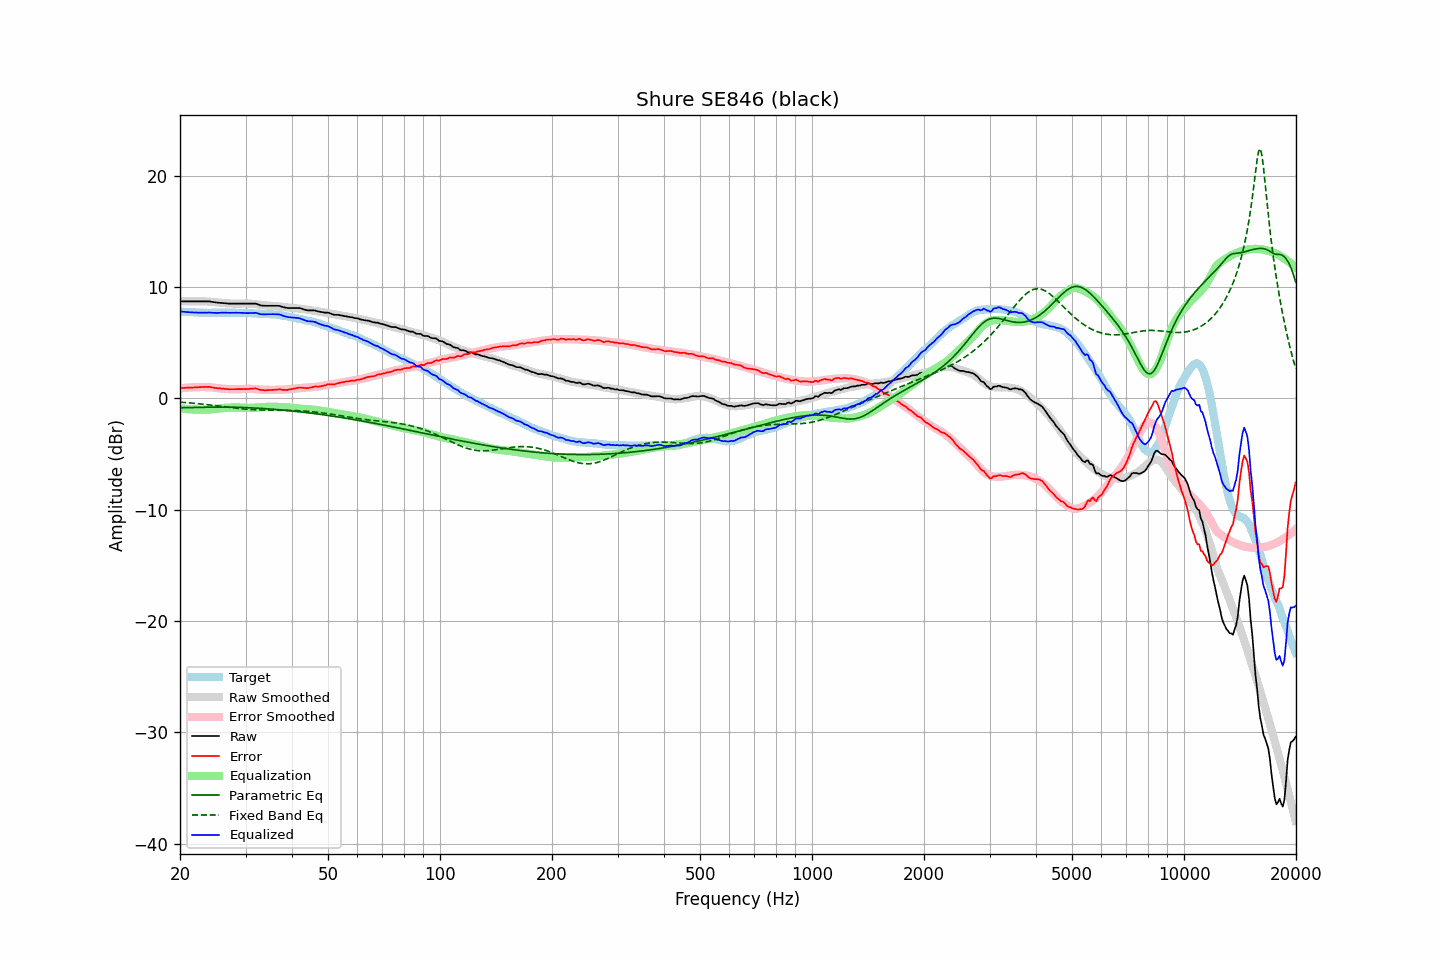 Shure SE846 (black)
20
10
0
−10
−20
−30
−40
Amplitude (dBr)
Target
Raw Smoothed
Error Smoothed
Raw
Error
Equalization
Parametric Eq
Fixed Band Eq
Equalized
20 50 100 200 500 1000 2000 5000 10000 20000
Frequency (Hz)